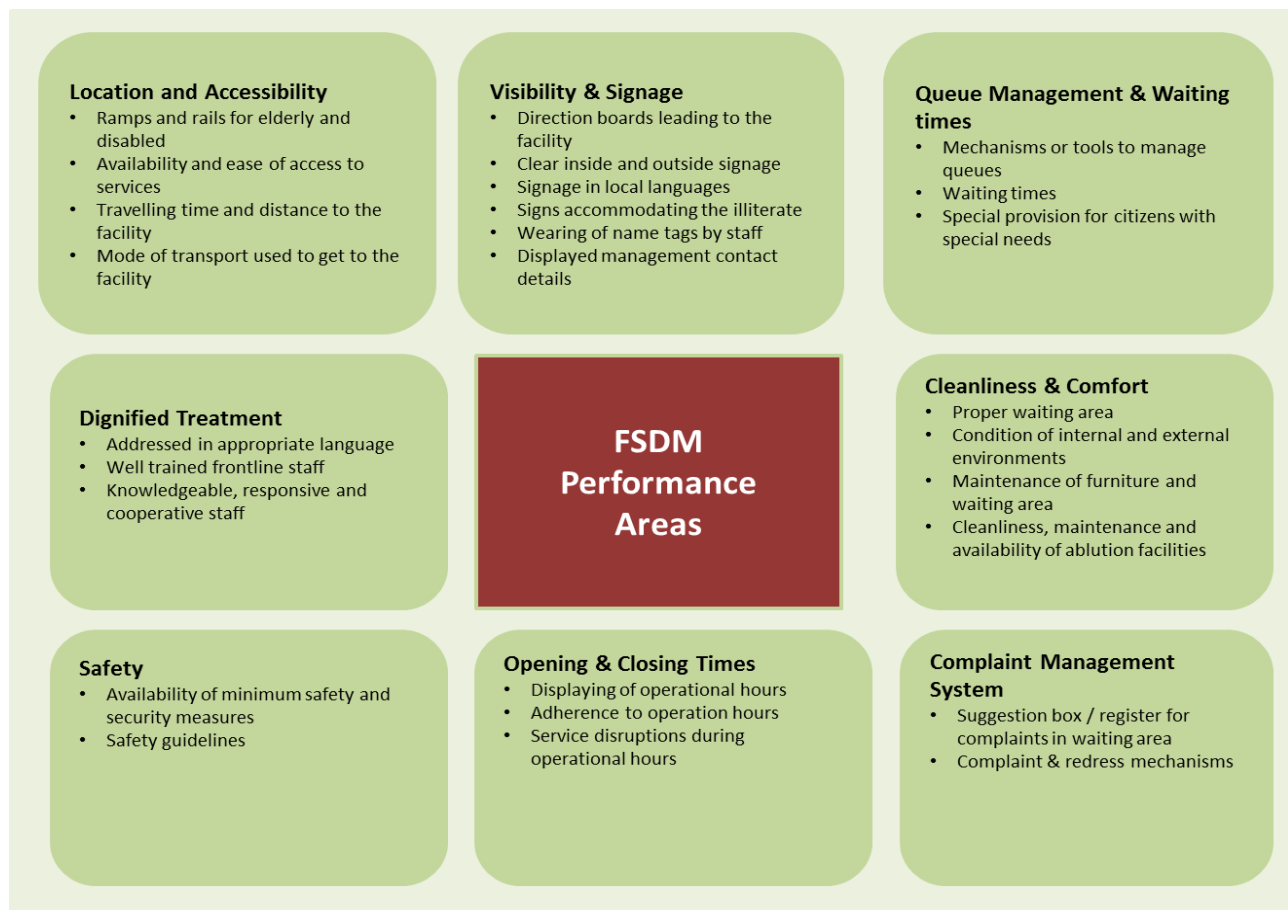 Location and Accessibility
• Ramps and rails for elderly and
disabled
• Availability and ease of access to
services
• Travelling time and distance to the
facility
• Mode of transport used to get to the
facility
Visibility & Signage
• Direction boards leading to the
facility
• Clear inside and outside signage
• Signage in local languages
• Signs accommodating the illiterate
• Wearing of name tags by staff
• Displayed management contact
details
Queue Management & Waiting
times
• Mechanisms or tools to manage
queues
• Waiting times
• Special provision for citizens with
special needs
Dignified Treatment
• Addressed in appropriate language
• Well trained frontline staff
• Knowledgeable, responsive and
cooperative staff
FSDM
Performance
Areas
Cleanliness & Comfort
• Proper waiting area
• Condition of internal and external
environments
• Maintenance of furniture and
waiting area
• Cleanliness, maintenance and
availability of ablution facilities
Safety
• Availability of minimum safety and
security measures
• Safety guidelines
Opening & Closing Times
• Displaying of operational hours
• Adherence to operation hours
• Service disruptions during
operational hours
Complaint Management
System
• Suggestion box / register for
complaints in waiting area
• Complaint & redress mechanisms